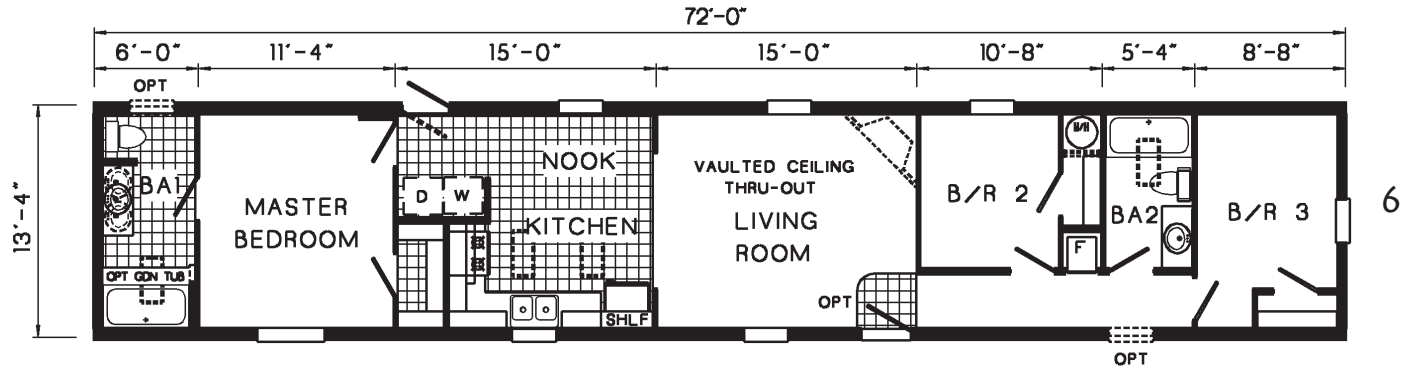 72'-0"
6'-0" 11'-4" 15'-0" 15'-0" 10'-8" 5'-4" 8'-8"
OPT
13'-4"
W/H
NOOK
VAULTED CEILING
THRU-OUT
BA1
D W
B/R 2
BA2
B/R 3
6
MASTER
BEDROOM
KITCHEN
LIVING
ROOM
F
OPT GDN TUB
OPT
SHLF
OPT